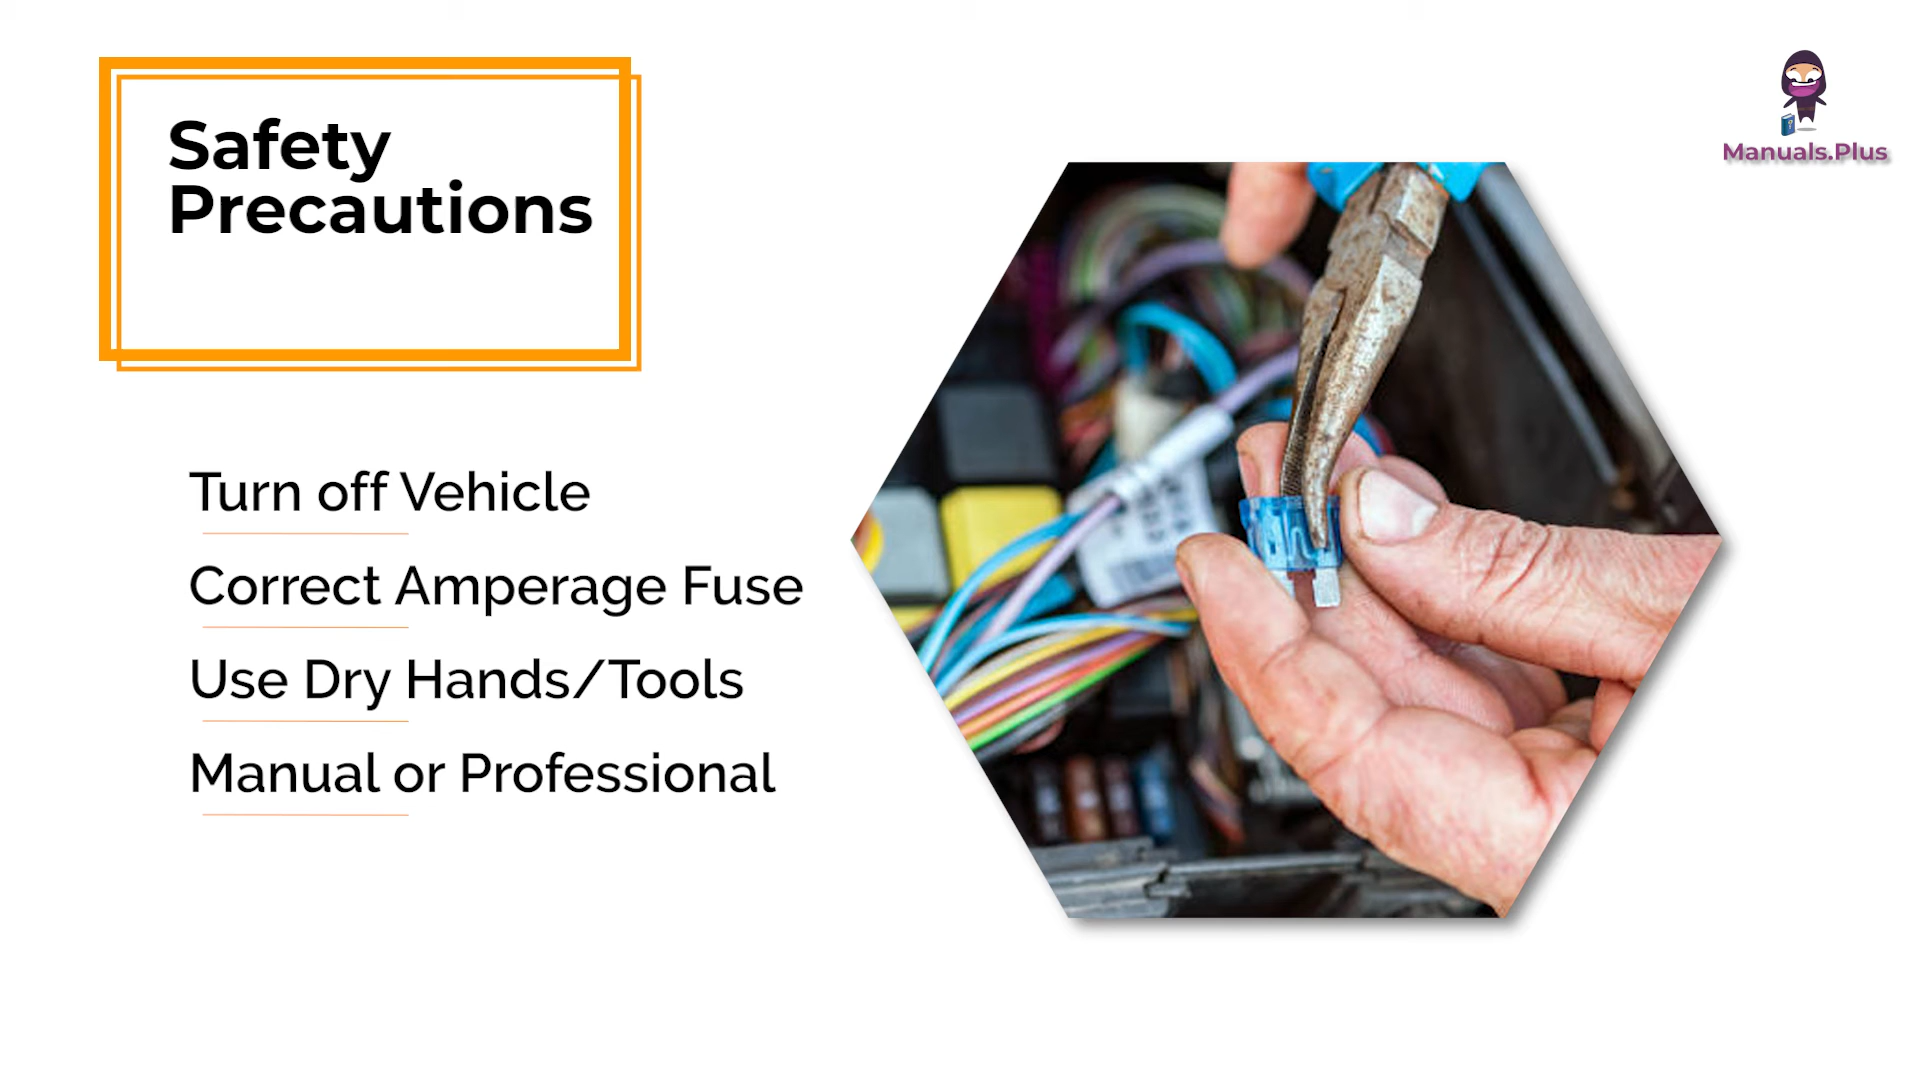 Safety
Precautions
Manuals.Plus
Turn off Vehicle
Correct Amperage Fuse
Use Dry Hands/Tools
Manual or Professional